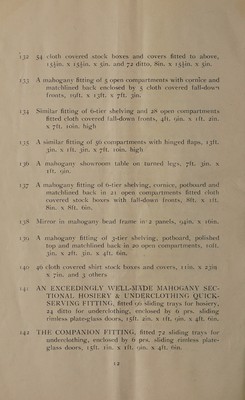 132 54 cloth covered stock boxes and covers fitted to above,
15½in. x 13½in. x 5in. and 72 ditto, 8in. x 13½in. x 5in.
133 A mahogany fitting of 5 open compartments with cornice and
matchlined back enclosed by 5 cloth covered fall-down
fronts, 19ft. x 13ft. x 7ft. 3in.
134 Similar fitting of 6-tier shelving and 28 open compartments
fitted cloth covered fall-down fronts, 4ft. 9in. x 1ft. 2in.
x 7ft. 10in. high
135 A similar fitting of 30 compartments with hinged flaps, 13ft.
3in. x 1ft. 3in. x 7ft. 10in. high
136 A mahogany showroom table on turned legs, 7ft. 3in. x
1ft. 9in.
137 A mahogany fitting of 6-tier shelving, cornice, potboard and
matchlined back in 21 open compartments fitted cloth
covered stock boxes with fall-down fronts, 8ft. x 1ft.
8in. x 8ft. 6in.
138 Mirror in mahogany bead frame in 2 panels, 94in. x 16in.
139 A mahogany fitting of 3-tier shelving, potboard, polished
top and matchlined back in 20 open compartments, 10ft.
3in. x 2ft. 3in. x 4ft. 6in.
140 46 cloth covered shirt stock boxes and covers, 11in. x 23in
x 7in. and 3 others
141 AN EXCEEDINGLY WELL-MADE MAHOGANY SEC-
TIONAL HOSIERY & UNDERCLOTHING QUICK-
SERVING FITTING, fitted 60 sliding trays for hosiery,
24 ditto for underclothing, enclosed by 6 prs. sliding
rimless plate-glass doors, 15ft. 2in. x 1ft. 9in. x 4ft. 6in.
142 THE COMPANION FITTING, fitted 72 sliding trays for
underclothing, enclosed by 6 prs. sliding rimless plate-
glass doors, 15ft. 1in. x 1ft. 9in. x 4ft. 6in.
12